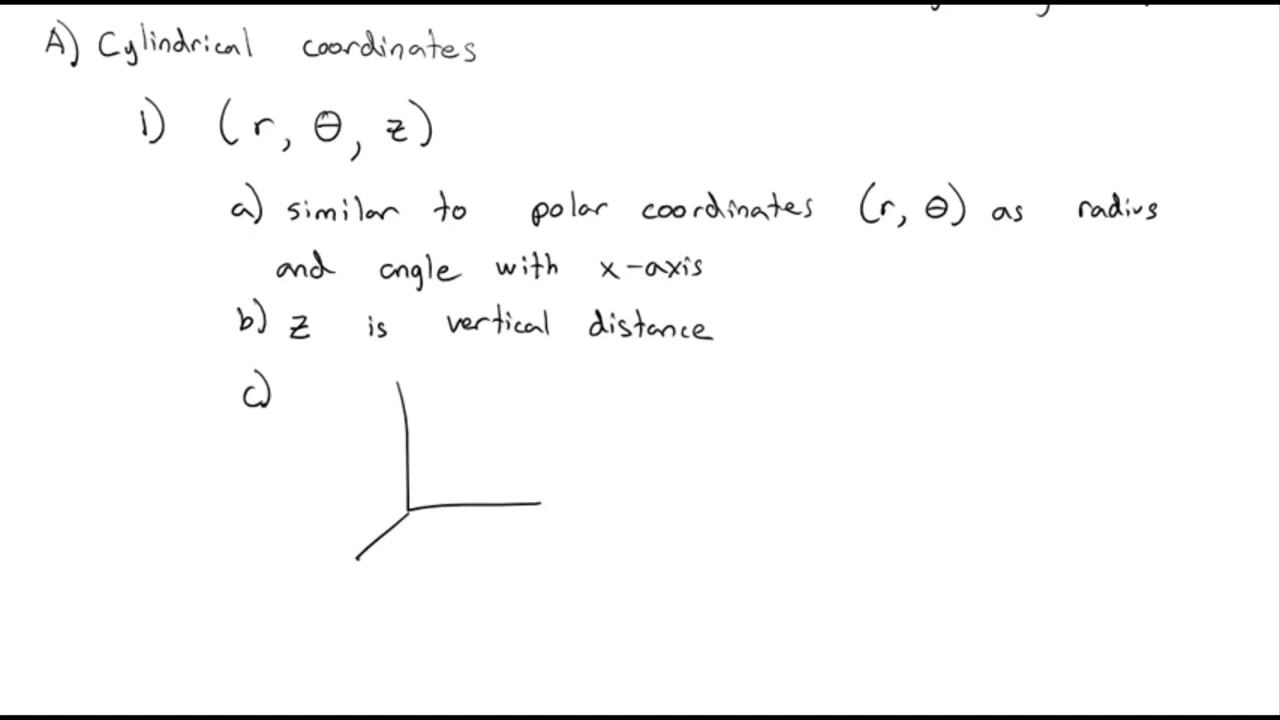 A) Cylindrical coordinates
1) (r, θ, z)
a) similar to polar coordinates (r, θ) as radius
and angle with x-axis
b) z is vertical distance
c)